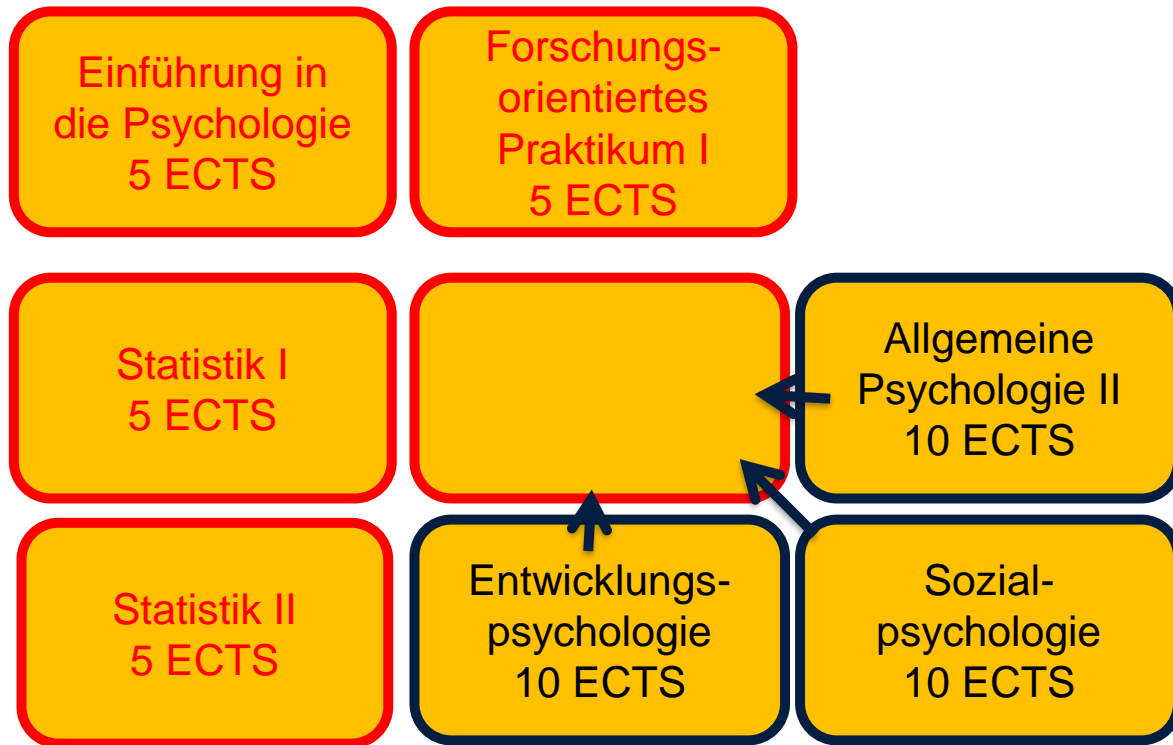 Einführung in
die Psychologie
5 ECTS
Forschungs-
orientiertes
Praktikum I
5 ECTS
Statistik I
5 ECTS
Allgemeine
Psychologie II
10 ECTS
Statistik II
5 ECTS
Entwicklungs-
psychologie
10 ECTS
Sozial-
psychologie
10 ECTS